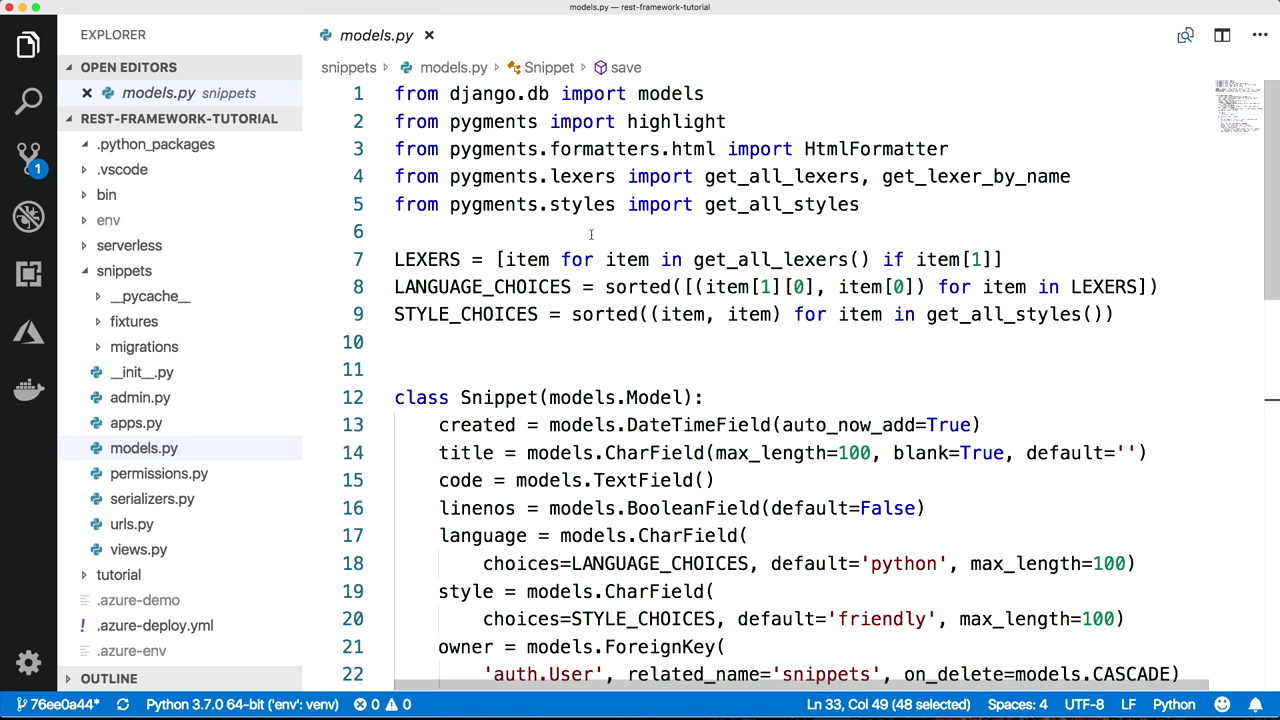 models.py — rest-framework-tutorial
EXPLORER
OPEN EDITORS
models.py snippets
REST-FRAMEWORK-TUTORIAL
.python_packages
.vscode
bin
env
serverless
snippets
__pycache__
fixtures
migrations
__init__.py
admin.py
apps.py
models.py
permissions.py
serializers.py
urls.py
views.py
tutorial
.azure-demo
! .azure-deploy.yml
.azure-env
OUTLINE
1
models.py
snippets models.py Snippet save
1 from django.db import models
2 from pygments import highlight
3 from pygments.formatters.html import HtmlFormatter
4 from pygments.lexers import get_all_lexers, get_lexer_by_name
5 from pygments.styles import get_all_styles
6
7 LEXERS = [item for item in get_all_lexers() if item[1]]
8 LANGUAGE_CHOICES = sorted([(item[1][0], item[0]) for item in LEXERS])
9 STYLE_CHOICES = sorted((item, item) for item in get_all_styles())
10
11
12 class Snippet(models.Model):
13 created = models.DateTimeField(auto_now_add=True)
14 title = models.CharField(max_length=100, blank=True, default='')
15 code = models.TextField()
16 linenos = models.BooleanField(default=False)
17 language = models.CharField(
18 choices=LANGUAGE_CHOICES, default='python', max_length=100)
19 style = models.CharField(
20 choices=STYLE_CHOICES, default='friendly', max_length=100)
21 owner = models.ForeignKey(
22 'auth.User', related_name='snippets', on_delete=models.CASCADE)
76ee0a44* Python 3.7.0 64-bit ('env': venv) 0 0 Ln 33, Col 49 (48 selected) Spaces: 4 UTF-8 LF Python